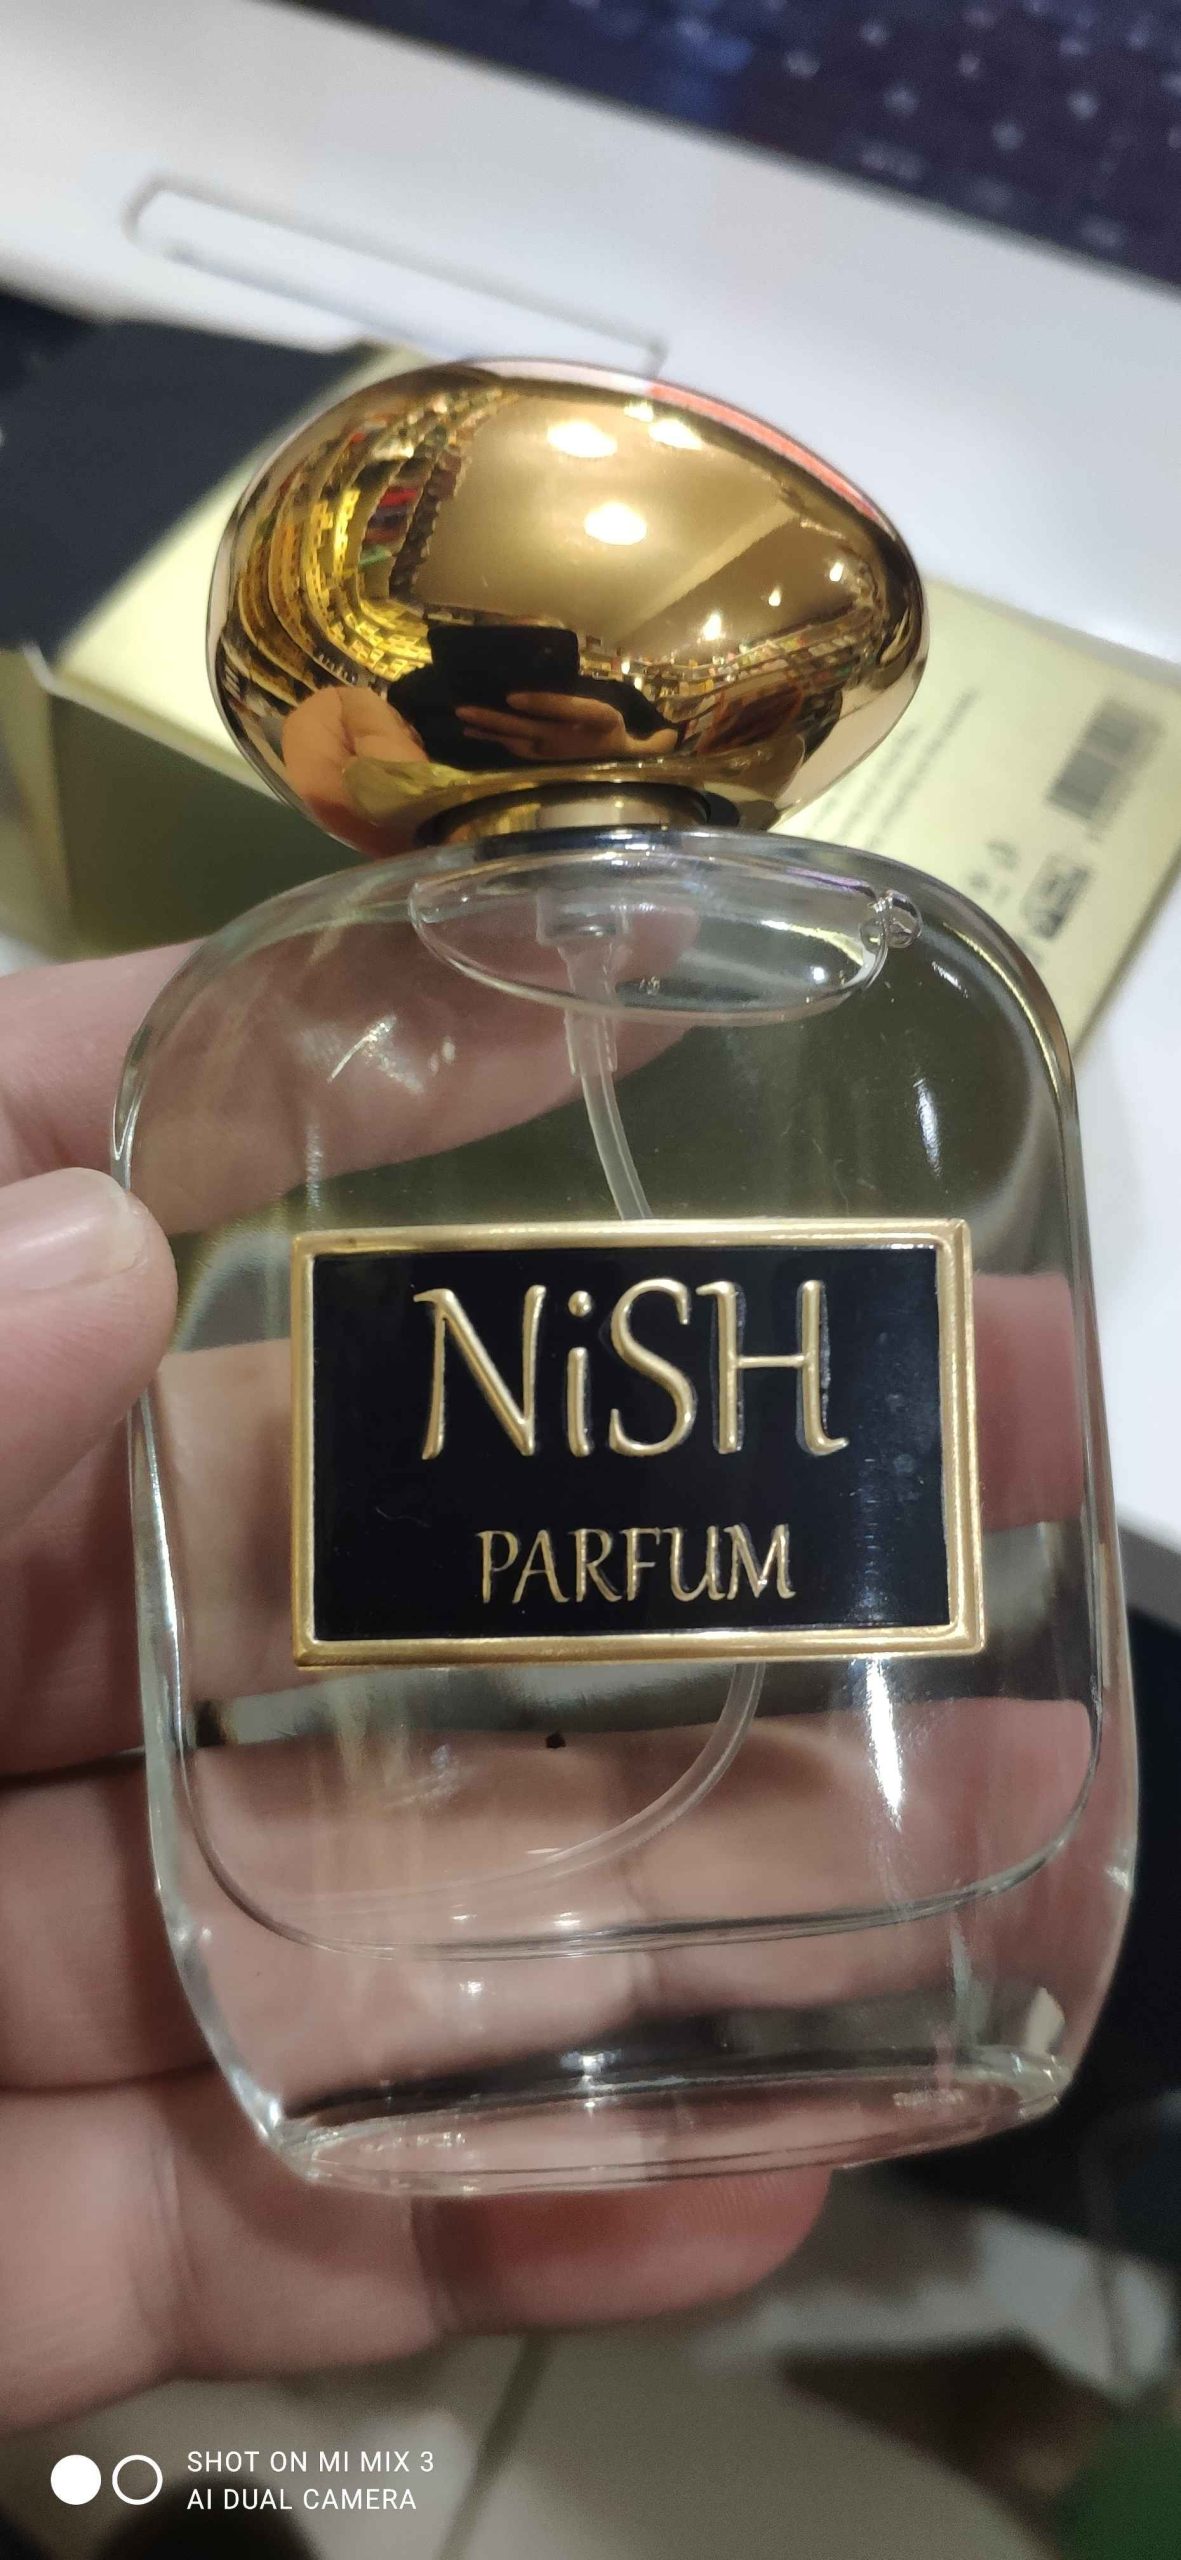 NiSH
PARFUM
SHOT ON MI MIX 3
AI DUAL CAMERA